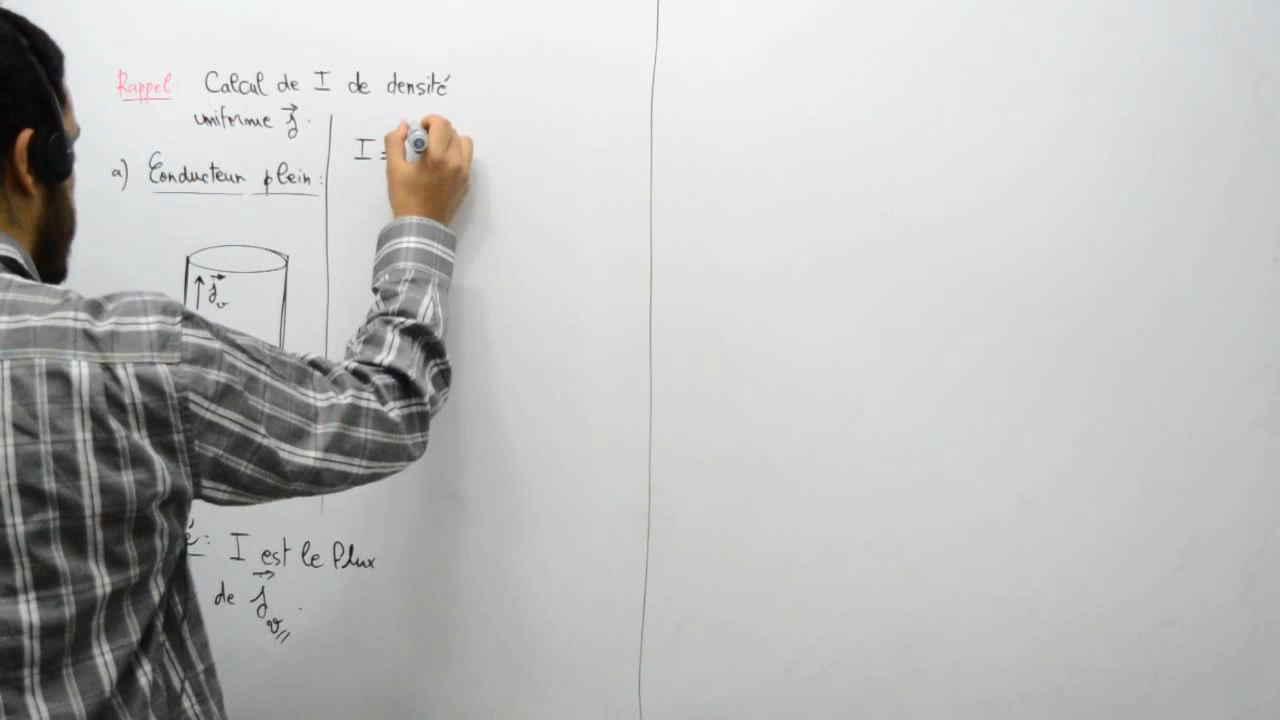 Rappel Calcul de I de densité
uniforme j⃗.
a) Conducteur plein :
I =
j⃗v
é : I est le flux
de j⃗v